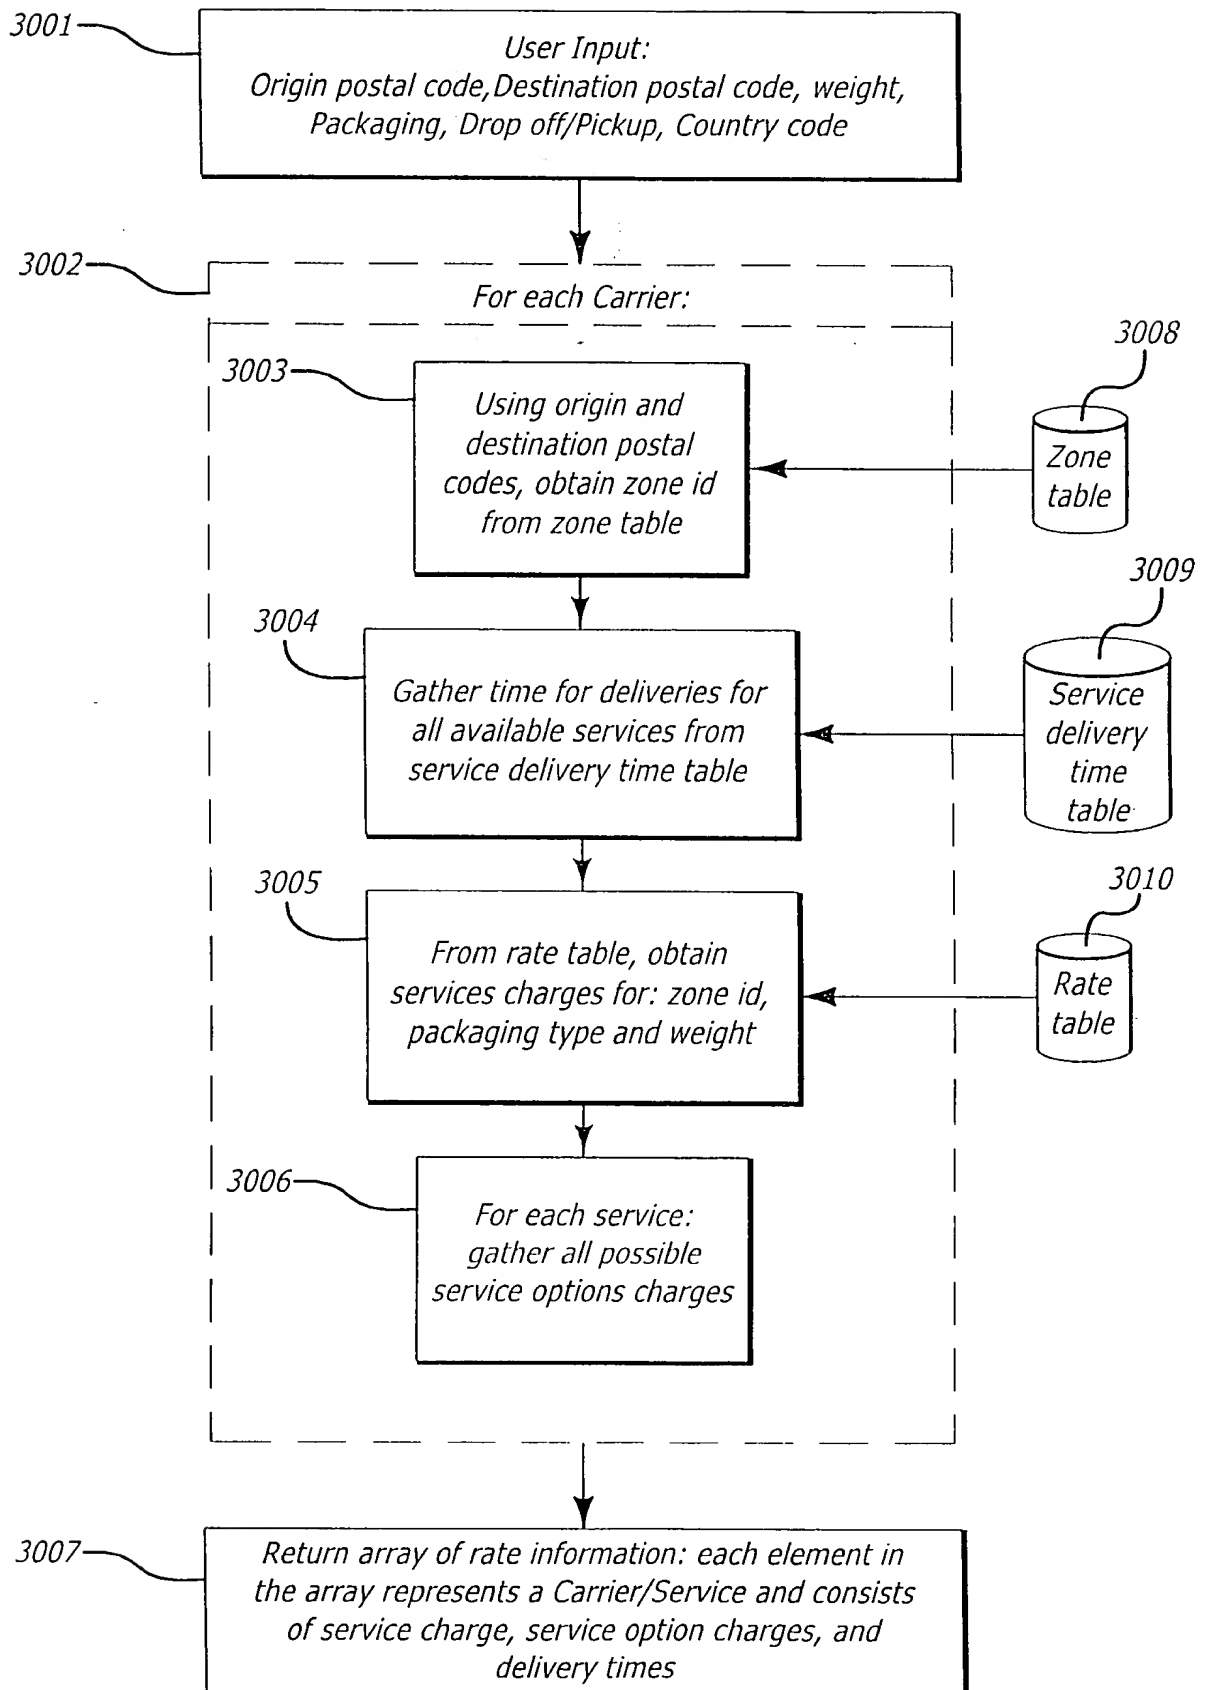 3001
User Input:
Origin postal code,Destination postal code, weight,
Packaging, Drop off/Pickup, Country code
3002
For each Carrier:
3003
Using origin and
destination postal
codes, obtain zone id
from zone table
3008
Zone
table
3004
Gather time for deliveries for
all available services from
service delivery time table
3009
Service
delivery
time
table
3005
From rate table, obtain
services charges for: zone id,
packaging type and weight
3010
Rate
table
3006
For each service:
gather all possible
service options charges
3007
Return array of rate information: each element in
the array represents a Carrier/Service and consists
of service charge, service option charges, and
delivery times